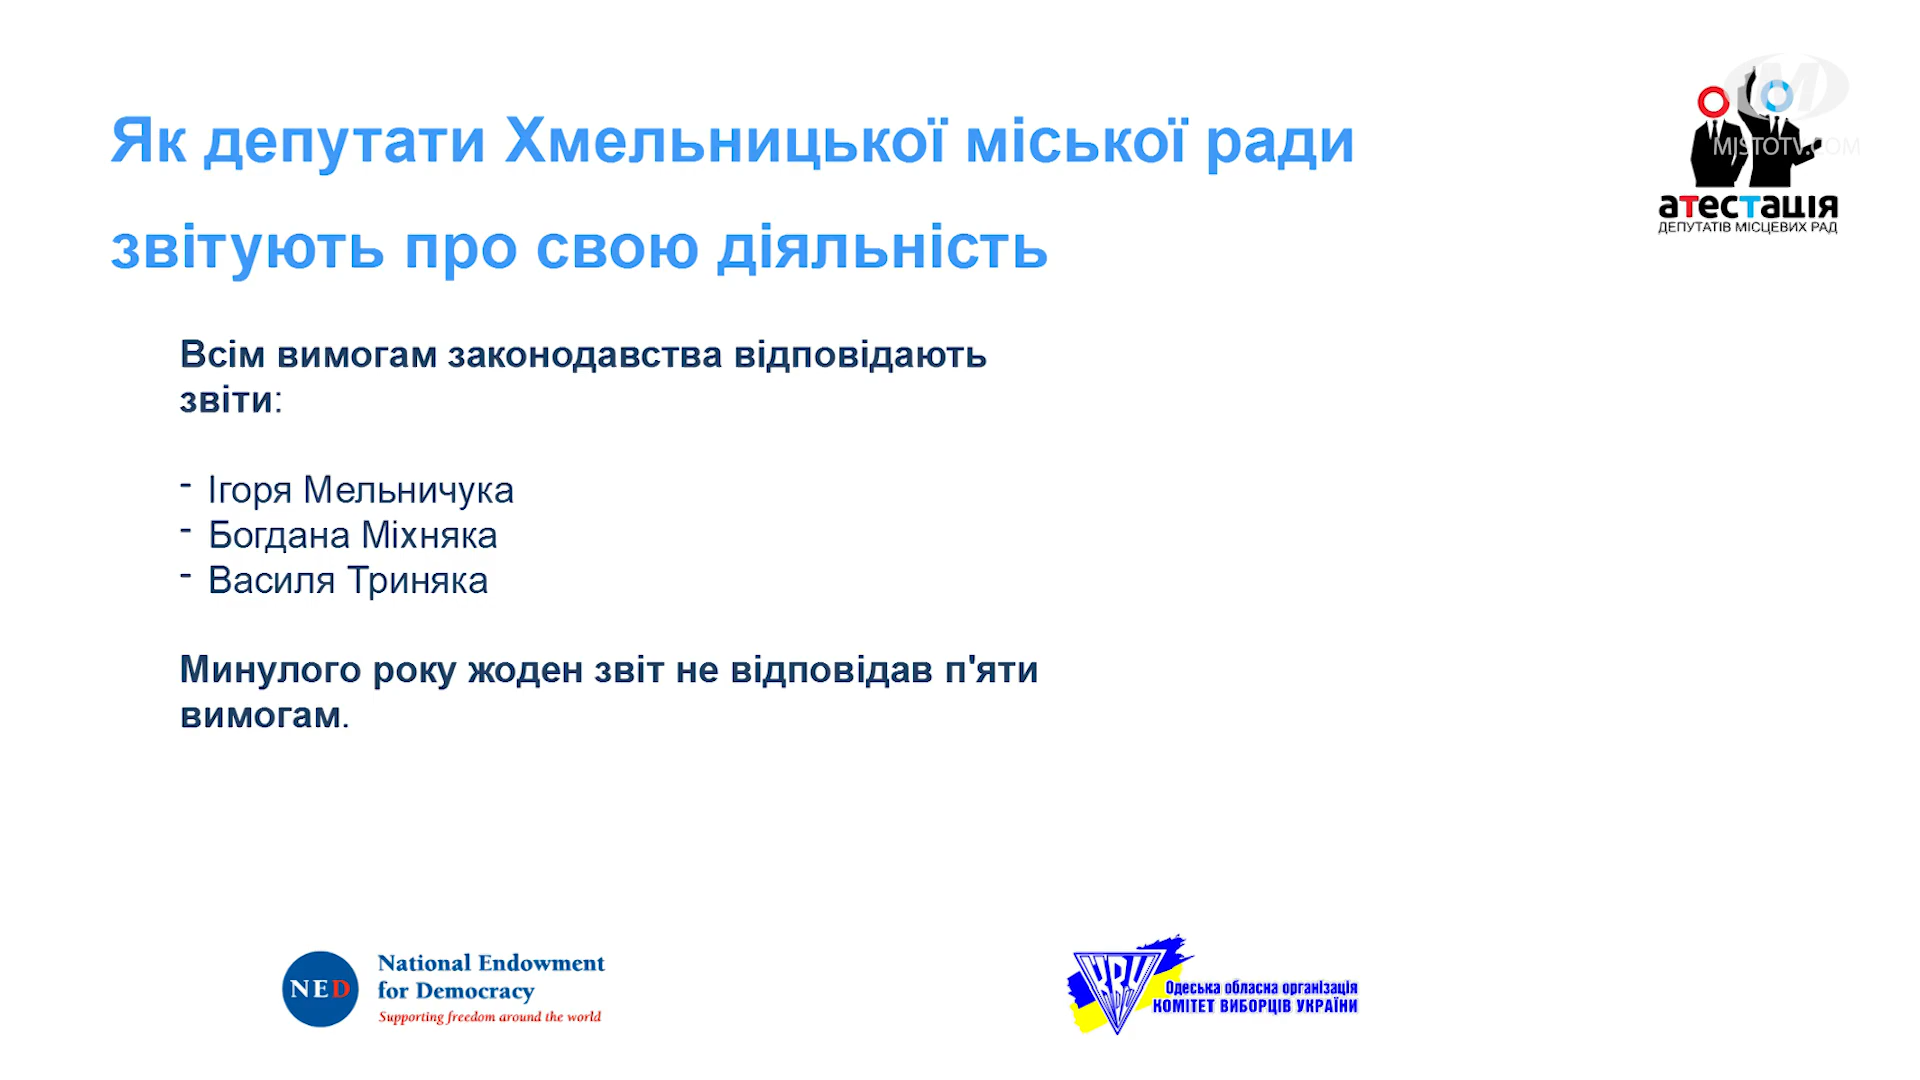 Як депутати Хмельницької міської ради
звітують про свою діяльність
MISTOTV.COM
атестація
ДЕПУТАТІВ МІСЦЕВИХ РАД
Всім вимогам законодавства відповідають
звіти:
- Ігоря Мельничука
- Богдана Міхняка
- Василя Триняка
Минулого року жоден звіт не відповідав п'яти
вимогам.
NED
National Endowment
for Democracy
Supporting freedom around the world
КВУ
Одеська обласна організація
КОМІТЕТ ВИБОРЦІВ УКРАЇНИ